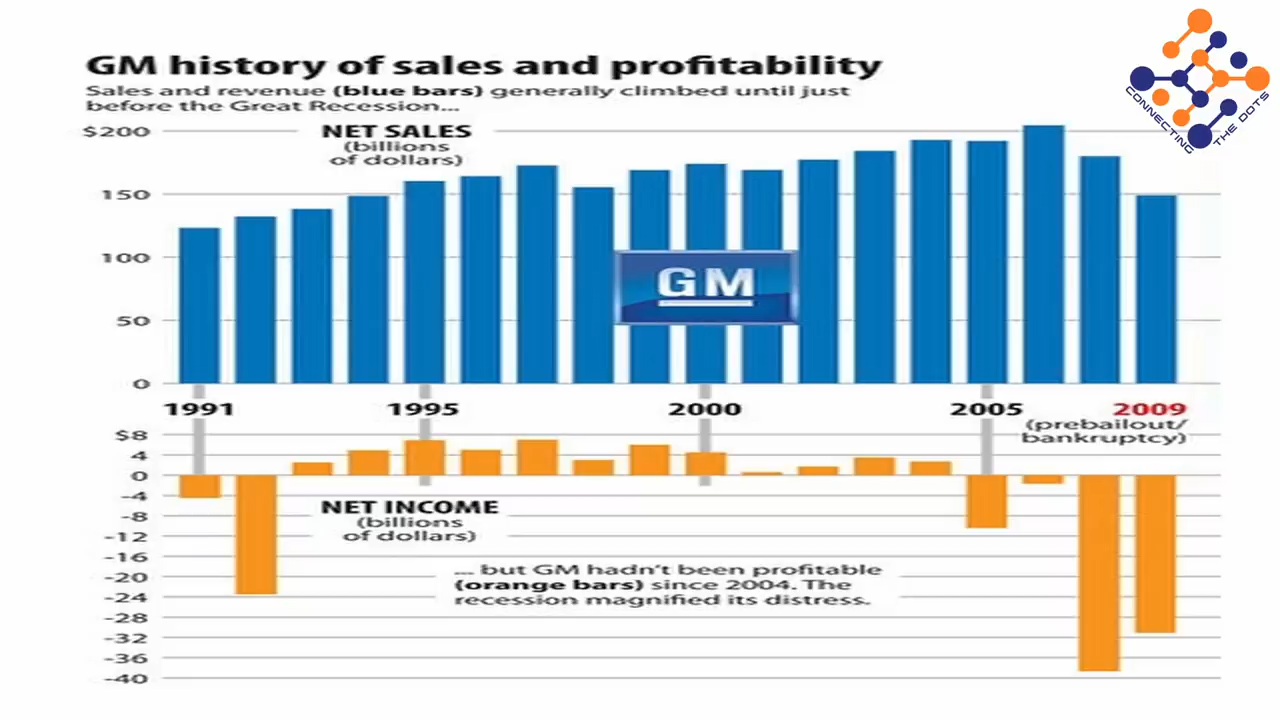 GM history of sales and profitability
Sales and revenue (blue bars) generally climbed until just
before the Great Recession...
CONNECTING THE DOTS
NET SALES
(billions
of dollars)
$200
150
100
50
0
GM
1991 1995 2000 2005 2009
(prebailout/
bankruptcy)
$8
4
0
-4
-8
-12
-16
-20
-24
-28
-32
-36
-40
NET INCOME
(billions
of dollars)
... but GM hadn't been profitable
(orange bars) since 2004. The
recession magnified its distress.